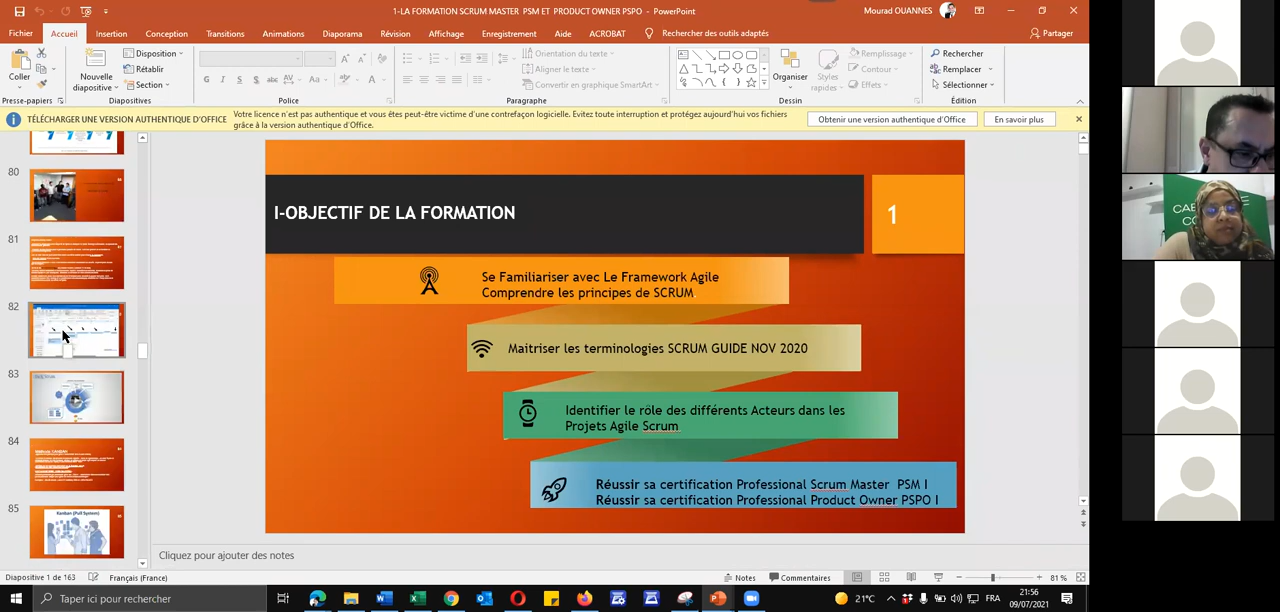 1-LA FORMATION SCRUM MASTER PSM ET PRODUCT OWNER PSPO - PowerPoint
Mourad OUANNES
Fichier Accueil Insertion Conception Transitions Animations Diaporama Révision Affichage Enregistrement Aide ACROBAT Rechercher des outils adaptés Partager
Coller
Nouvelle diapositive
Disposition
Rétablir
Section
G I S S abc AV Aa
Orientation du texte
Aligner le texte
Convertir en graphique SmartArt
Organiser
Styles rapides
Remplissage
Contour
Effets
Rechercher
Remplacer
Sélectionner
Presse-papiers Diapositives Police Paragraphe Dessin Édition
TÉLÉCHARGER UNE VERSION AUTHENTIQUE D'OFFICE
Votre licence n'est pas authentique et vous êtes peut-être victime d'une contrefaçon logicielle. Évitez toute interruption et protégez aujourd'hui vos fichiers
grâce à la version authentique d'Office.
Obtenir une version authentique d'Office
En savoir plus
80
81
82
83
84
85
Kanban (Pull System)
I-OBJECTIF DE LA FORMATION
1
Se Familiariser avec Le Framework Agile
Comprendre les principes de SCRUM.
Maitriser les terminologies SCRUM GUIDE NOV 2020
Identifier le rôle des différents Acteurs dans les
Projets Agile Scrum
Réussir sa certification Professional Scrum Master PSM I
Réussir sa certification Professional Product Owner PSPO I
Cliquez pour ajouter des notes
Diapositive 1 de 163 Français (France) Notes Commentaires 81 %
Taper ici pour rechercher
21°C
FRA
21:56
09/07/2021